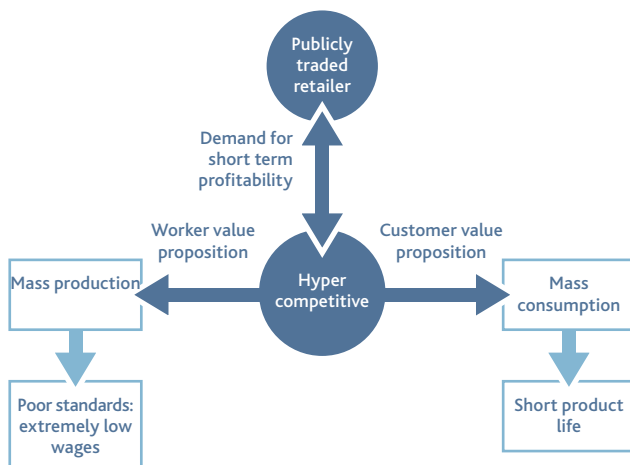 Publicly
traded
retailer
Demand for
short term
profitability
Worker value
proposition
Customer value
proposition
Mass production
Hyper
competitive
Mass
consumption
Poor standards:
extremely low
wages
Short product
life